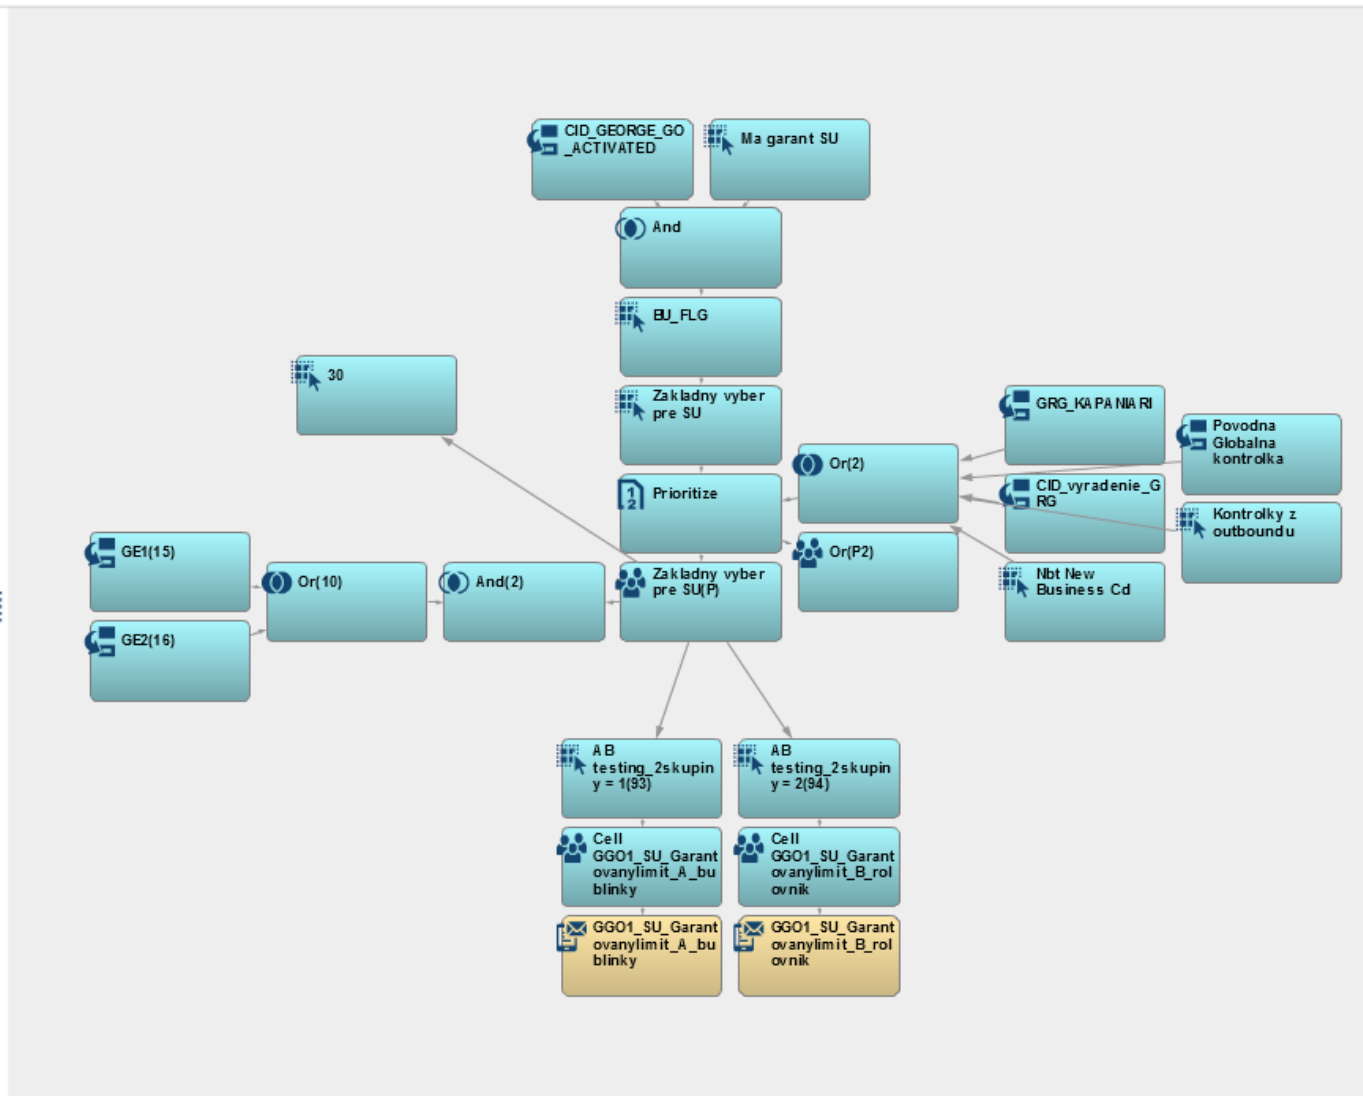 CID_GEORGE_GO
_ACTIVATED
Ma garant SU
And
BU_FLG
30
Zakladny vyber
pre SU
GRG_KAPANIARI
Povodna
Globalna
kontrolka
Or(2)
Prioritize
CID_vyradenie_G
RG
Kontrolky z
outboundu
GE1(15)
Or(P2)
Or(10)
And(2)
Zakladny vyber
pre SU(P)
Nbt New
Business Cd
GE2(16)
AB
testing_2skupin
y = 1(93)
AB
testing_2skupin
y = 2(94)
Cell
GGO1_SU_Garant
ovanylimit_A_bu
blinky
Cell
GGO1_SU_Garant
ovanylimit_B_rol
ovnik
GGO1_SU_Garant
ovanylimit_A_bu
blinky
GGO1_SU_Garant
ovanylimit_B_rol
ovnik